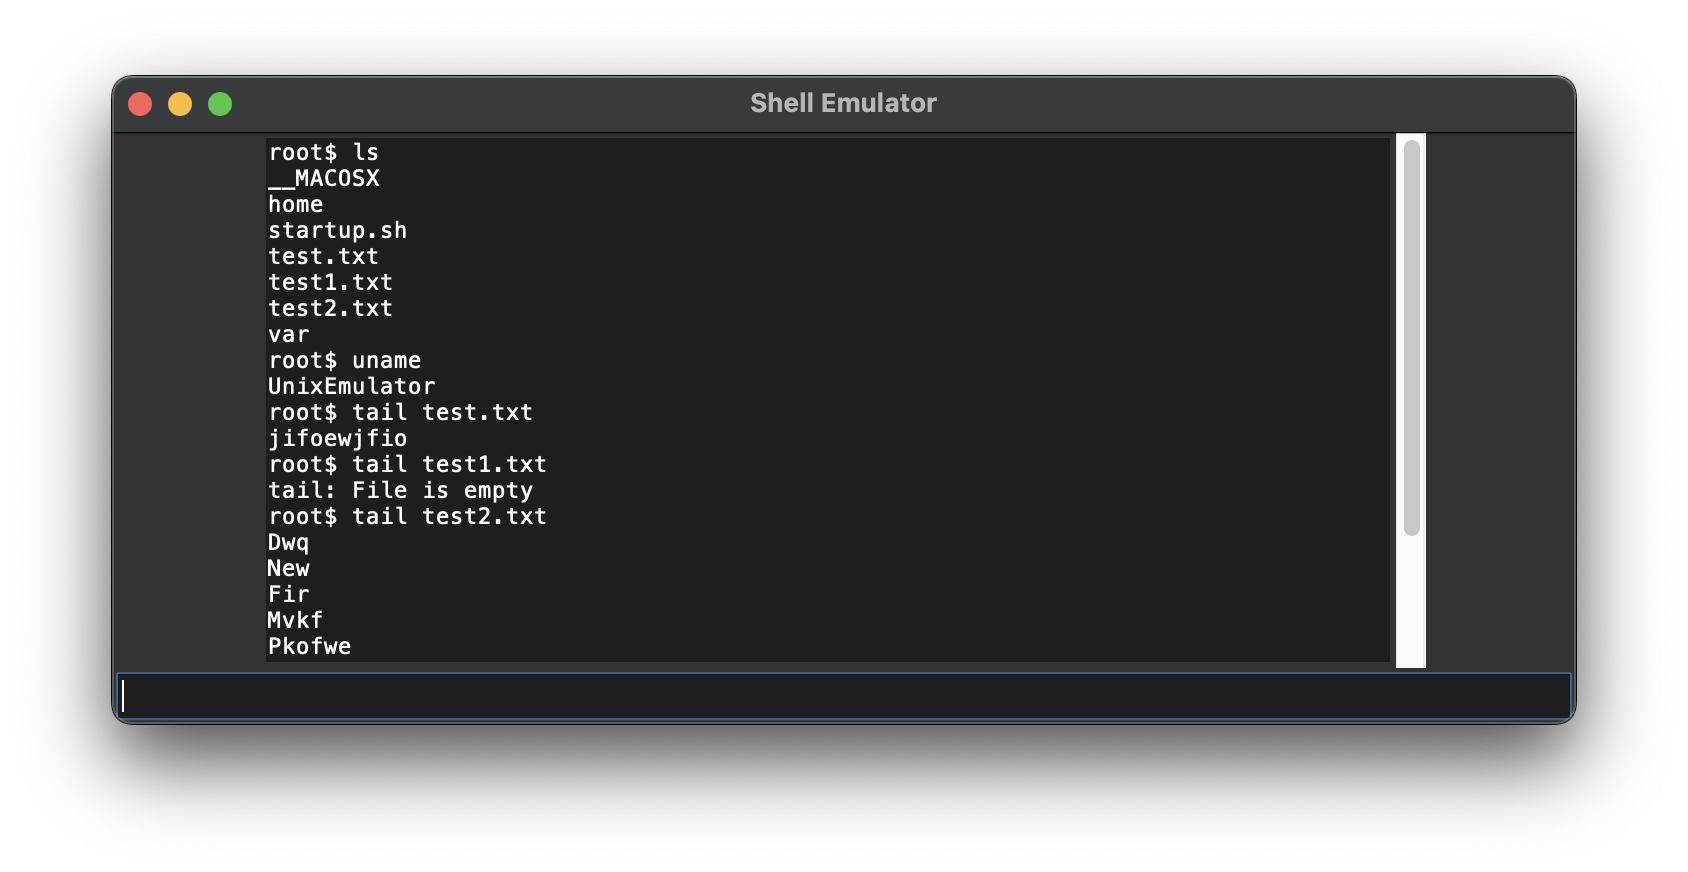 Shell Emulator
root$ ls
__MACOSX
home
startup.sh
test.txt
test1.txt
test2.txt
var
root$ uname
UnixEmulator
root$ tail test.txt
jifoewjfio
root$ tail test1.txt
tail: File is empty
root$ tail test2.txt
Dwq
New
Fir
Mvkf
Pkofwe